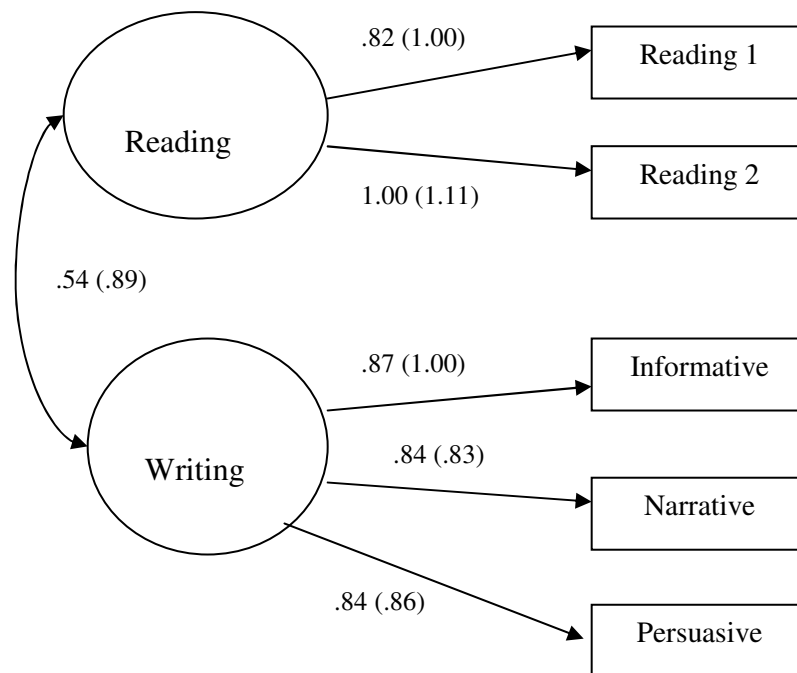 .82 (1.00)
Reading 1
Reading
Reading 2
1.00 (1.11)
.54 (.89)
.87 (1.00)
Informative
.84 (.83)
Writing
Narrative
.84 (.86)
Persuasive